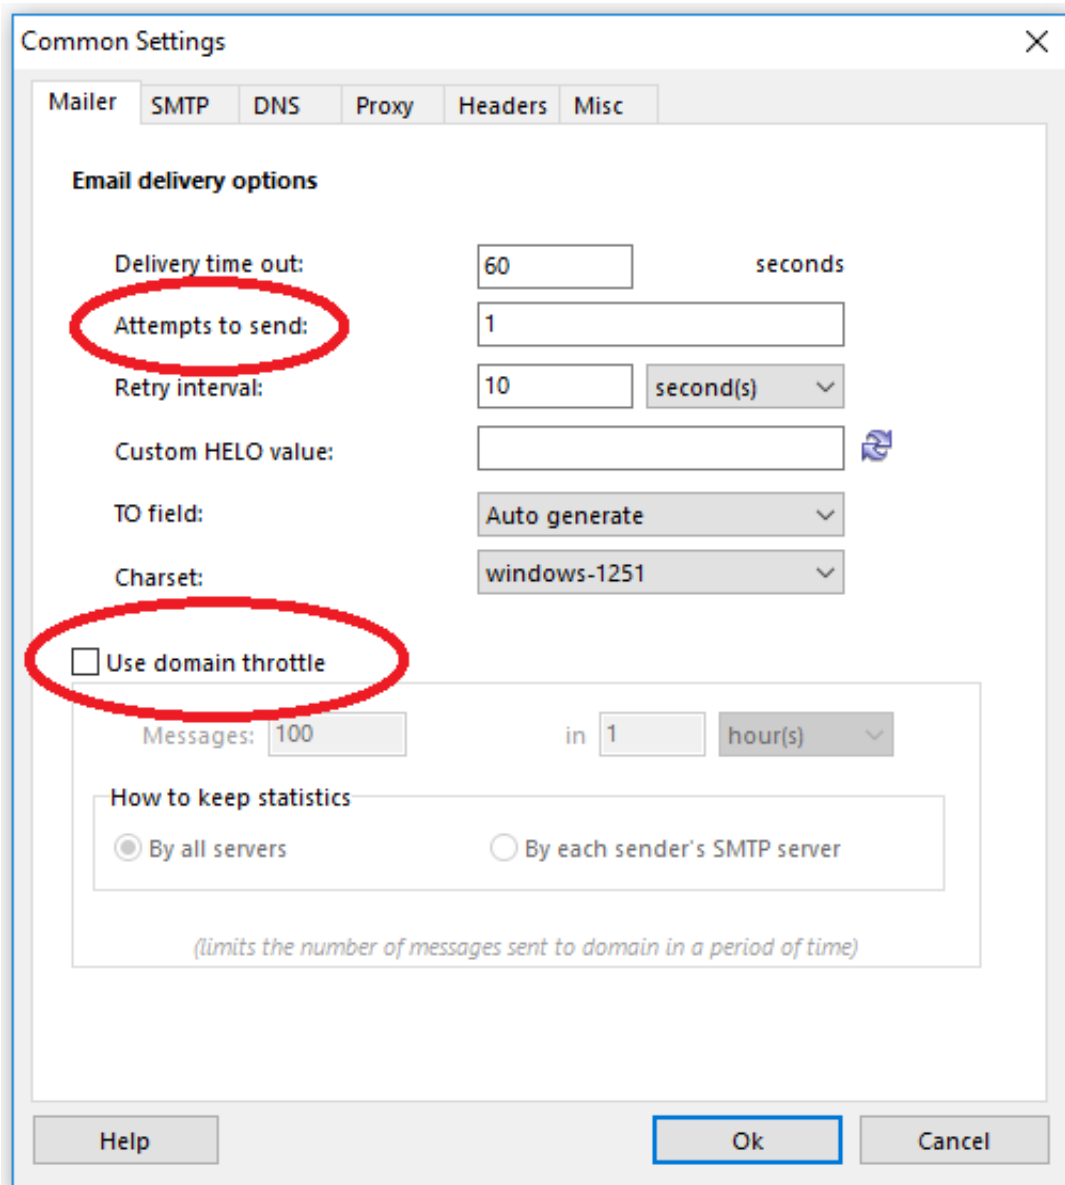 Common Settings
Mailer SMTP DNS Proxy Headers Misc
Email delivery options
Delivery time out: 60 seconds
Attempts to send: 1
Retry interval: 10 second(s)
Custom HELO value:
TO field: Auto generate
Charset: windows-1251
Use domain throttle
Messages: 100 in 1 hour(s)
How to keep statistics
By all servers By each sender's SMTP server
(limits the number of messages sent to domain in a period of time)
Help Ok Cancel